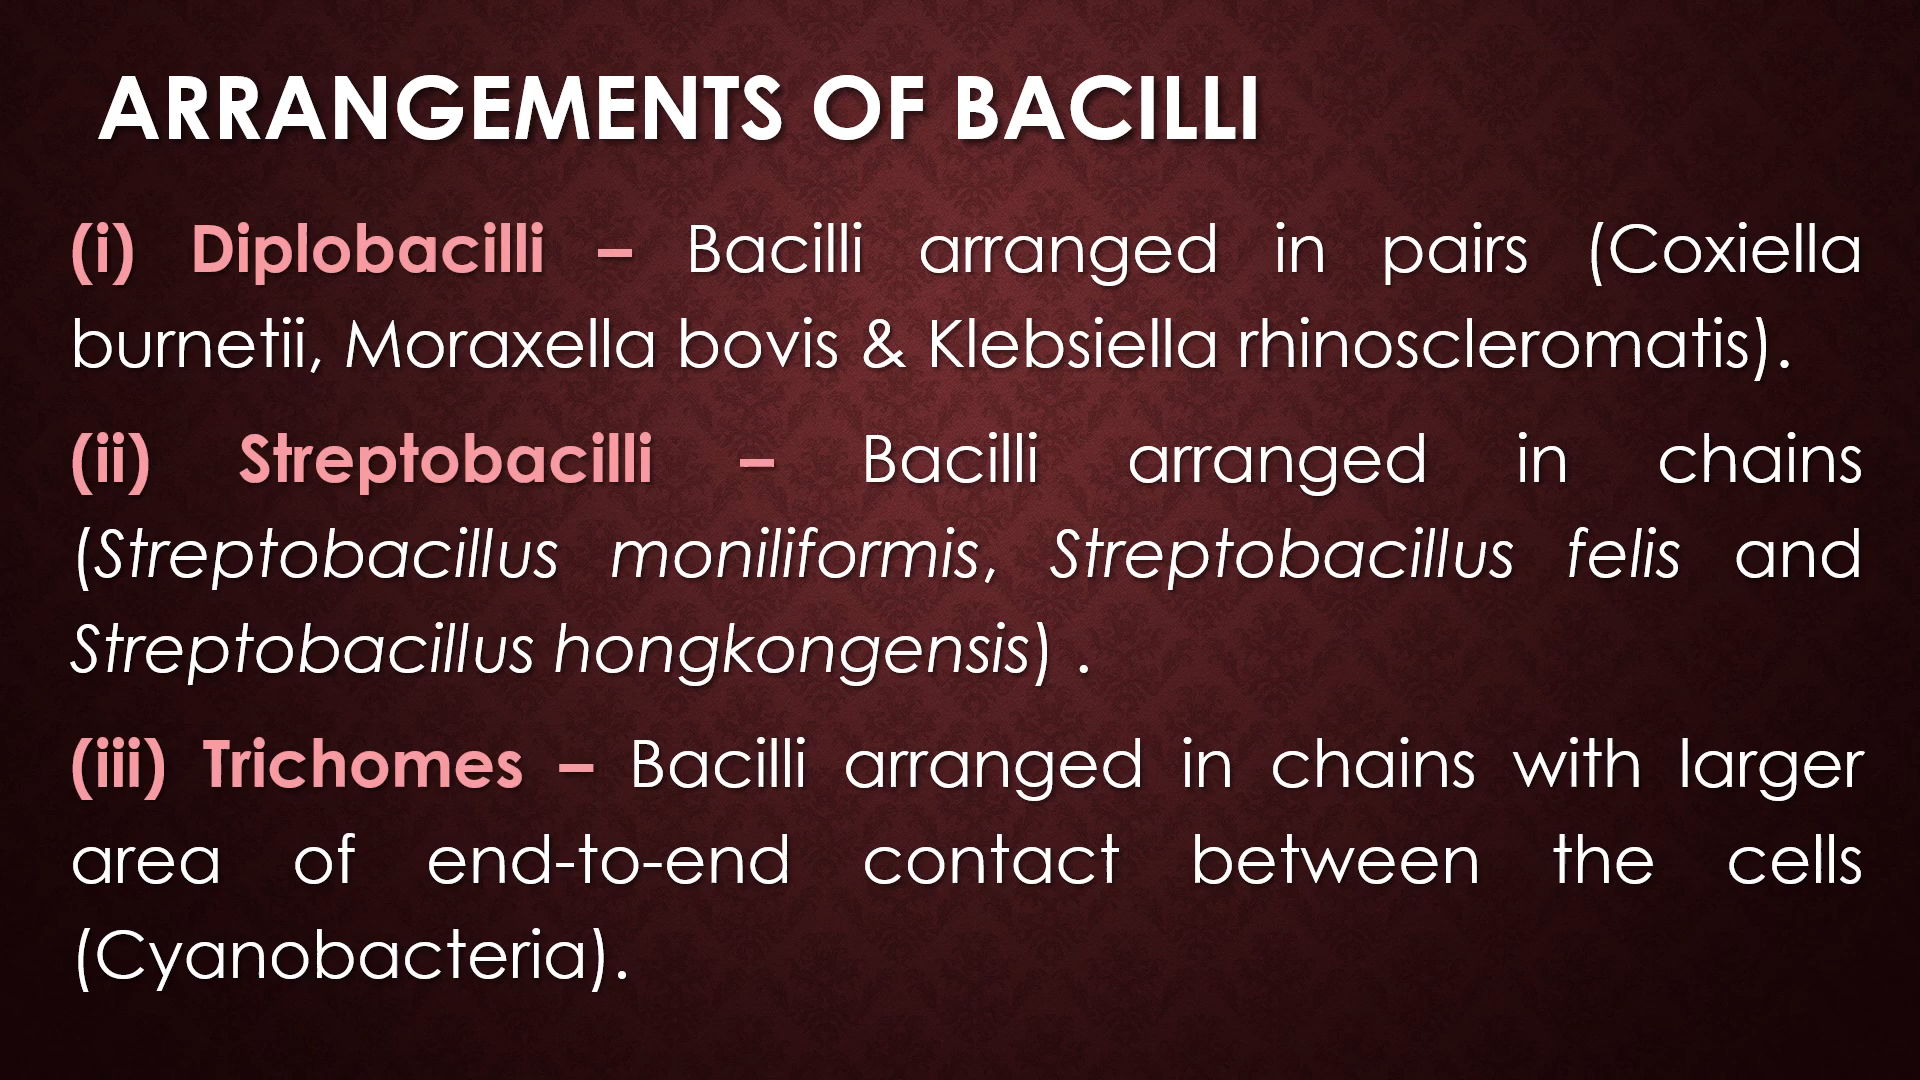 ARRANGEMENTS OF BACILLI
(i) Diplobacilli – Bacilli arranged in pairs (Coxiella
burnetii, Moraxella bovis & Klebsiella rhinoscleromatis).
(ii) Streptobacilli – Bacilli arranged in chains
(Streptobacillus moniliformis, Streptobacillus felis and
Streptobacillus hongkongensis) .
(iii) Trichomes – Bacilli arranged in chains with larger
area of end-to-end contact between the cells
(Cyanobacteria).